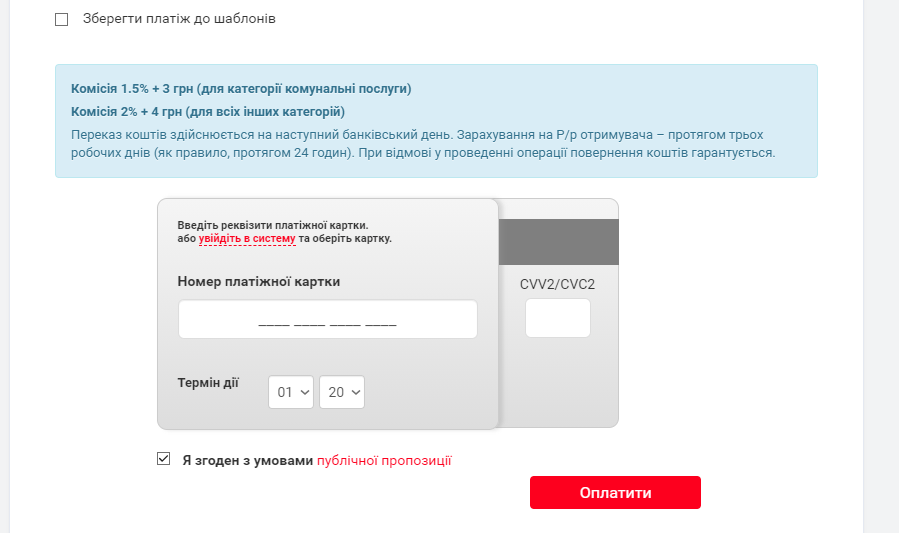 Зберегти платіж до шаблонів
Комісія 1.5% + 3 грн (для категорії комунальні послуги)
Комісія 2% + 4 грн (для всіх інших категорій)
Переказ коштів здійснюється на наступний банківський день. Зарахування на Р/р отримувача – протягом трьох
робочих днів (як правило, протягом 24 годин). При відмові у проведенні операції повернення коштів гарантується.
Введіть реквізити платіжної картки.
або увійдіть в систему та оберіть картку.
Номер платіжної картки
____ ____ ____ ____
CVV2/CVC2
Термін дії
01 20
Я згоден з умовами публічної пропозиції
Оплатити